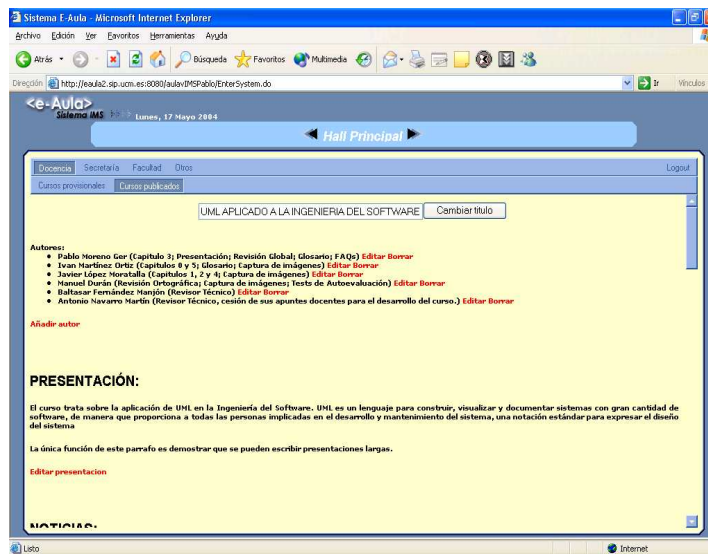 Sistema E-Aula - Microsoft Internet Explorer
Archivo Edición Ver Favoritos Herramientas Ayuda
Atrás Búsqueda Favoritos Multimedia
Dirección http://eaula2.sip.ucm.es:8080/aulavIMSPablo/EnterSystem.do Ir Vínculos
<e-Aula>
Sistema IMS Lunes, 17 Mayo 2004
Hall Principal
Docencia Secretaría Facultad Otros Logout
Cursos provisionales Cursos publicados
UML APLICADO A LA INGENIERIA DEL SOFTWARE Cambiar titulo
Autores:
Pablo Moreno Ger (Capitulo 3; Presentación; Revisión Global; Glosario; FAQs) Editar Borrar
Ivan Martínez Ortiz (Capitulos 0 y 5; Glosario; Captura de imágenes) Editar Borrar
Javier López Moratalla (Capitulos 1, 2 y 4; Captura de imágenes) Editar Borrar
Manuel Durán (Revisión Ortográfica; Captura de imágenes; Tests de Autoevaluación) Editar Borrar
Baltasar Fernández Manjón (Revisor Técnico) Editar Borrar
Antonio Navarro Martín (Revisor Técnico, cesión de sus apuntes docentes para el desarrollo del curso.) Editar Borrar
Añadir autor
PRESENTACIÓN:
El curso trata sobre la aplicación de UML en la Ingeniería del Software. UML es un lenguaje para construir, visualizar y documentar sistemas con gran cantidad de
software, de manera que proporciona a todas las personas implicadas en el desarrollo y mantenimiento del sistema, una notación estándar para expresar el diseño
del sistema
La única función de este parrafo es demostrar que se pueden escribir presentaciones largas.
Editar presentacion
NOTICIAS:
Listo Internet